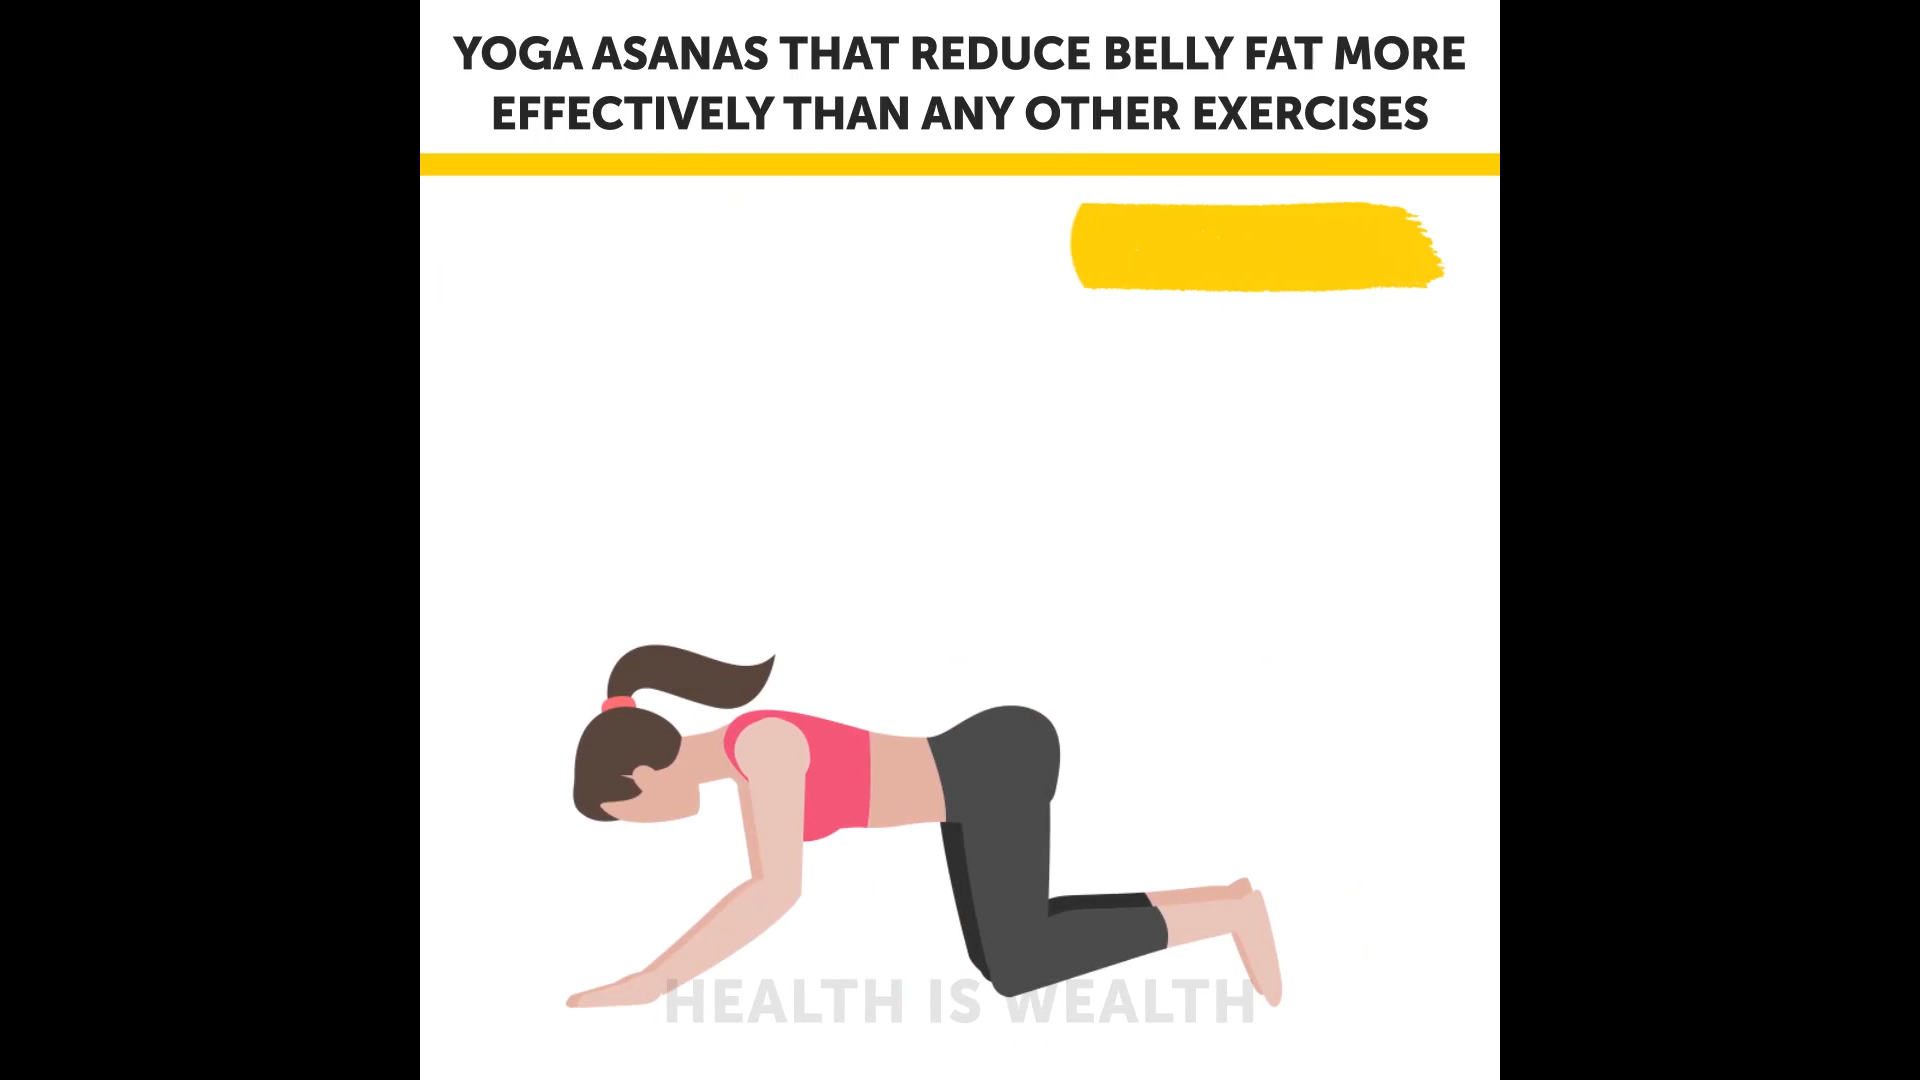 YOGA ASANAS THAT REDUCE BELLY FAT MORE
EFFECTIVELY THAN ANY OTHER EXERCISES
HEALTH IS WEALTH